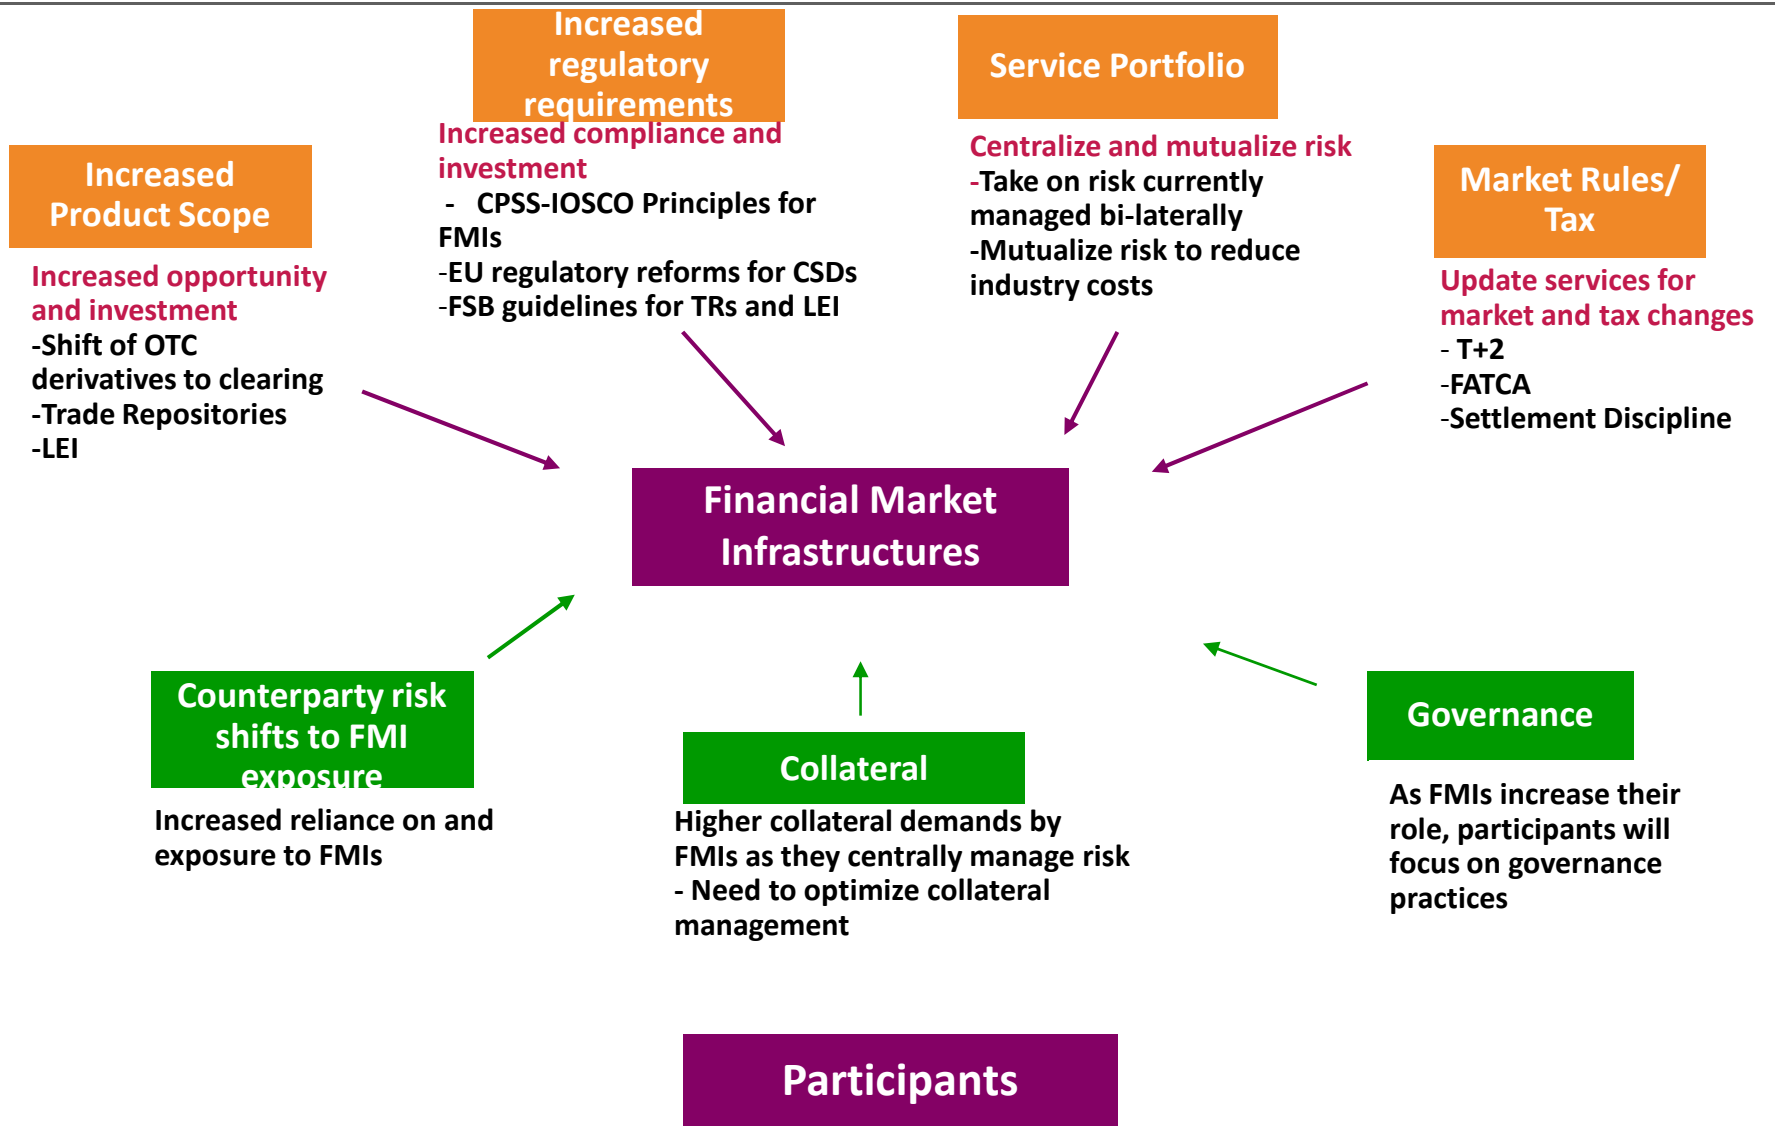 Increased
regulatory
requirements
Increased compliance and
investment
- CPSS-IOSCO Principles for
FMIs
-EU regulatory reforms for CSDs
-FSB guidelines for TRs and LEI
Service Portfolio
Centralize and mutualize risk
-Take on risk currently
managed bi-laterally
-Mutualize risk to reduce
industry costs
Increased
Product Scope
Increased opportunity
and investment
-Shift of OTC
derivatives to clearing
-Trade Repositories
-LEI
Market Rules/
Tax
Update services for
market and tax changes
- T+2
-FATCA
-Settlement Discipline
Financial Market
Infrastructures
Counterparty risk
shifts to FMI
exposure
Increased reliance on and
exposure to FMIs
Collateral
Higher collateral demands by
FMIs as they centrally manage risk
- Need to optimize collateral
management
Governance
As FMIs increase their
role, participants will
focus on governance
practices
Participants